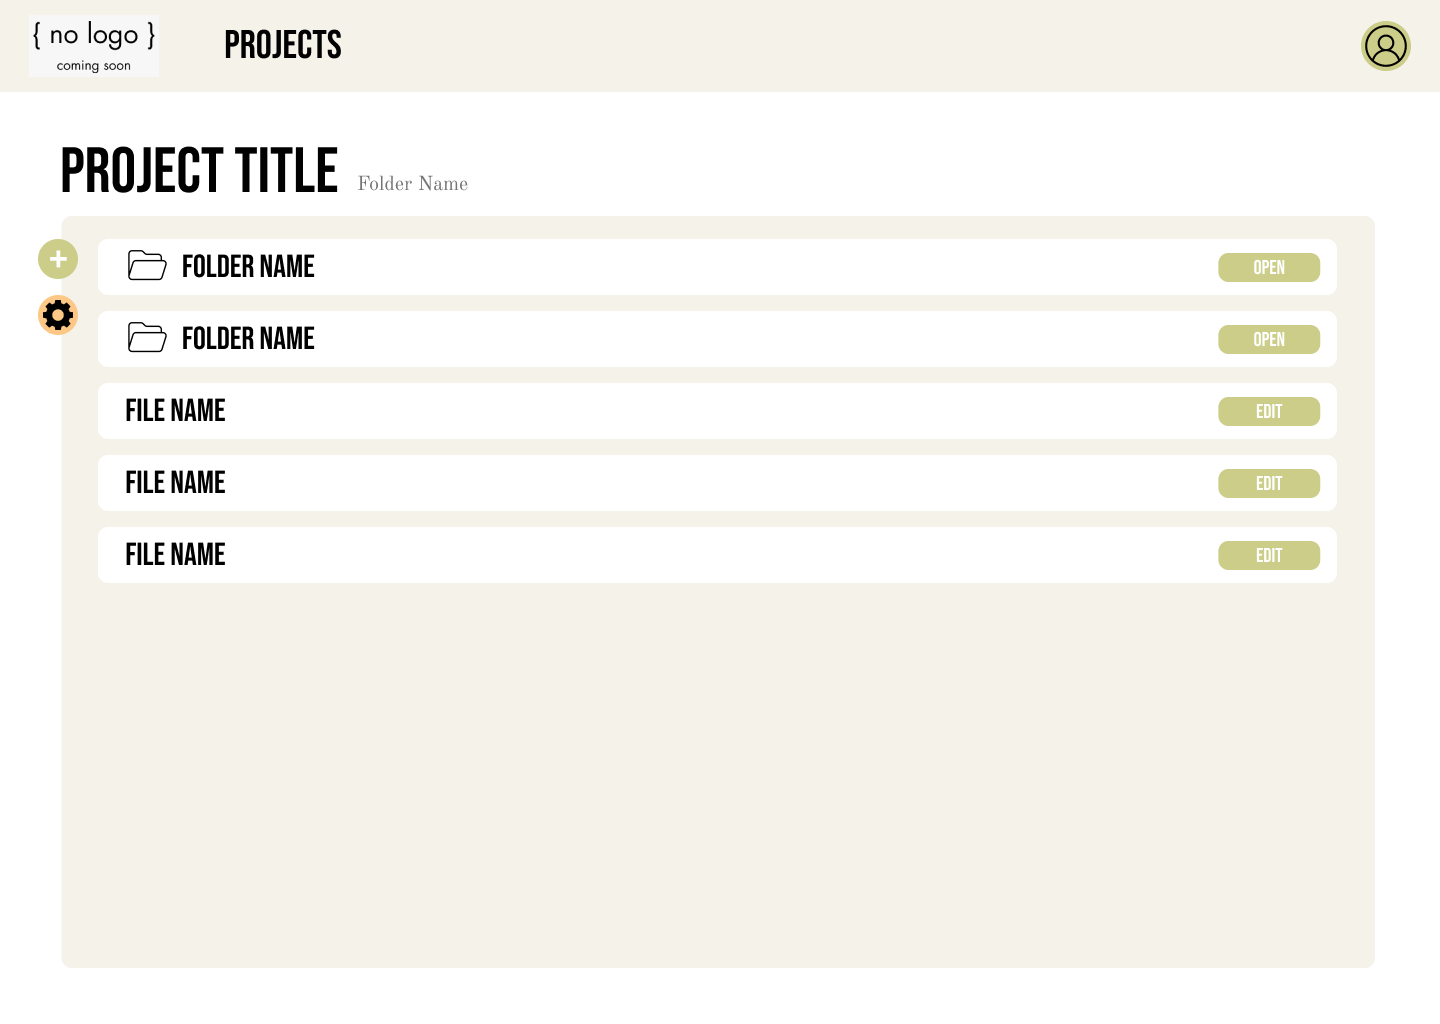 { no logo }
coming soon
PROJECTS
PROJECT TITLE Folder Name
FOLDER NAME OPEN
FOLDER NAME OPEN
FILE NAME EDIT
FILE NAME EDIT
FILE NAME EDIT